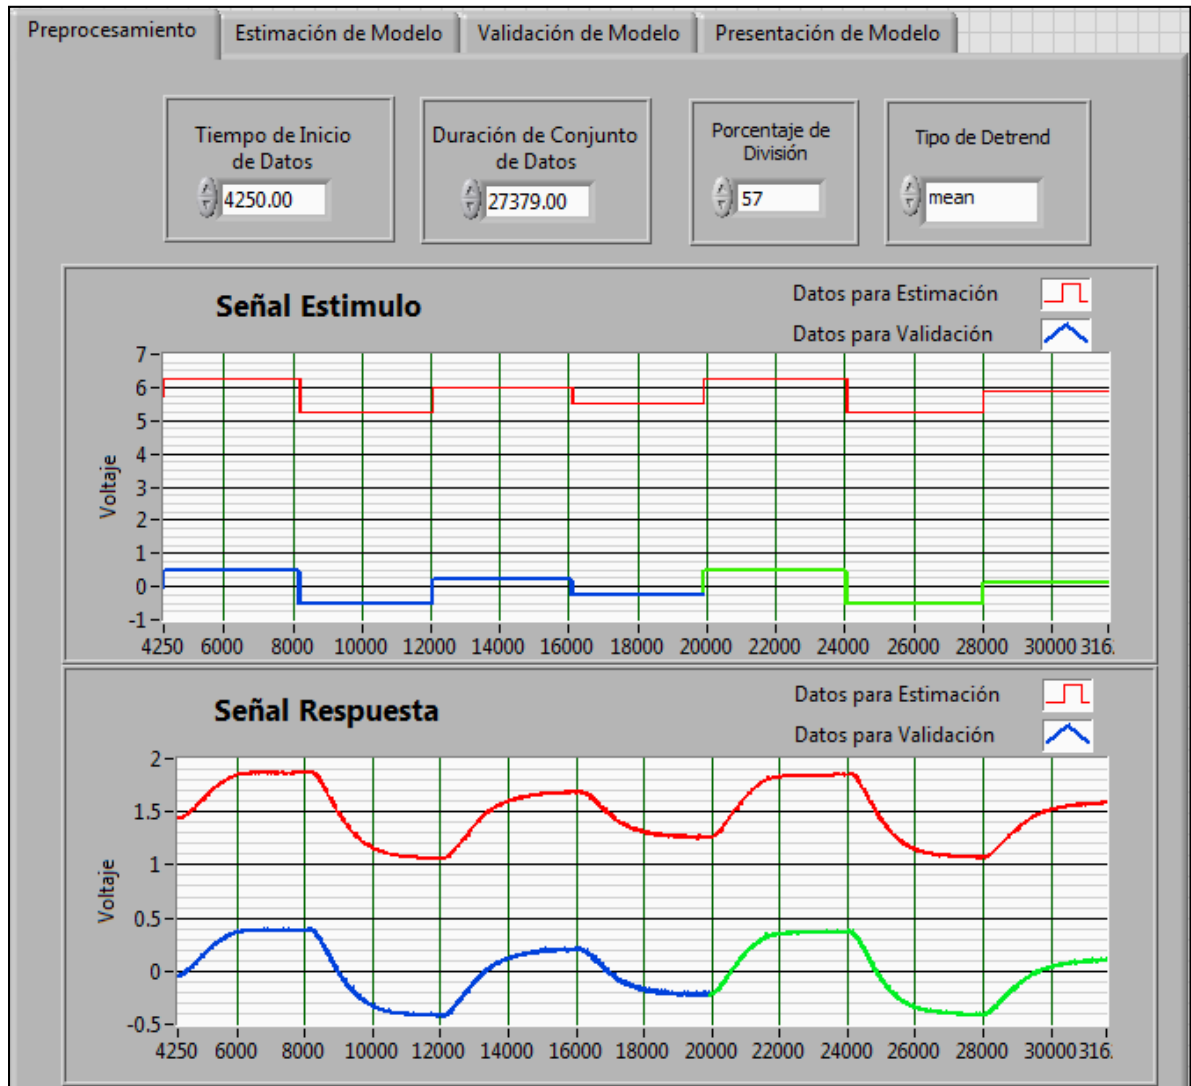 Preprocesamiento
Estimación de Modelo
Validación de Modelo
Presentación de Modelo
Tiempo de Inicio
de Datos
4250.00
Duración de Conjunto
de Datos
27379.00
Porcentaje de
División
57
Tipo de Detrend
mean
Señal Estimulo
Datos para Estimación
Datos para Validación
Voltaje
7
6
5
4
3
2
1
0
-1
4250 6000 8000 10000 12000 14000 16000 18000 20000 22000 24000 26000 28000 30000 316.
Señal Respuesta
Datos para Estimación
Datos para Validación
Voltaje
2
1.5
1
0.5
0
-0.5
4250 6000 8000 10000 12000 14000 16000 18000 20000 22000 24000 26000 28000 30000 316.